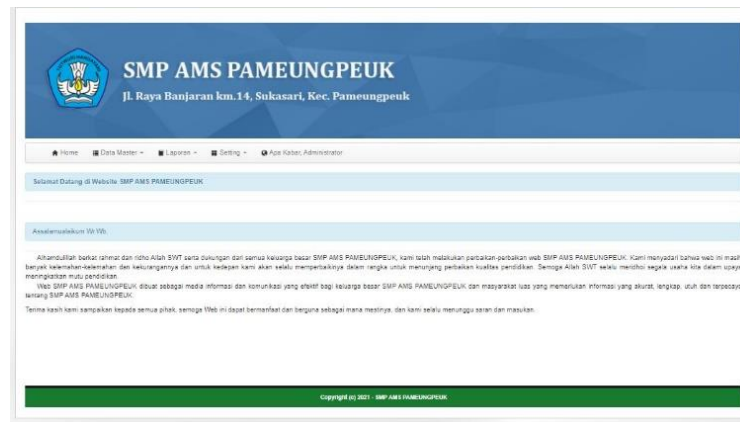 SMP AMS PAMEUNGPEUK
Jl. Raya Banjaran km.14, Sukasari, Kec. Pameungpeuk
Home Data Master Laporan Setting Apa Kabar, Administrator
Selamat Datang di Website SMP AMS PAMEUNGPEUK
Assalamualaikum Wr.Wb.
Alhamdulillah berkat rahmat dan ridho Allah SWT serta dukungan dari semua keluarga besar SMP AMS PAMEUNGPEUK, kami telah melakukan perbaikan-perbaikan web SMP AMS PAMEUNGPEUK. Kami menyadari bahwa web ini masih
banyak kelemahan-kelemahan dan kekurangannya dan untuk kedepan kami akan selalu memperbaikinya dalam rangka untuk menunjang perbaikan kualitas pendidikan. Semoga Allah SWT selalu meridhoi segala usaha kita dalam upaya
meningkatkan mutu pendidikan.
Web SMP AMS PAMEUNGPEUK dibuat sebagai media informasi dan komunikasi yang efektif bagi keluarga besar SMP AMS PAMEUNGPEUK dan masyarakat luas yang memerlukan informasi yang akurat, lengkap, utuh dan terpecaya
tentang SMP AMS PAMEUNGPEUK.
Terima kasih kami sampaikan kepada semua pihak, semoga Web ini dapat bermanfaat dan berguna sebagai mana mestinya, dan kami selalu menunggu saran dan masukan.
Copyright (c) 2021 - SMP AMS PAMEUNGPEUK